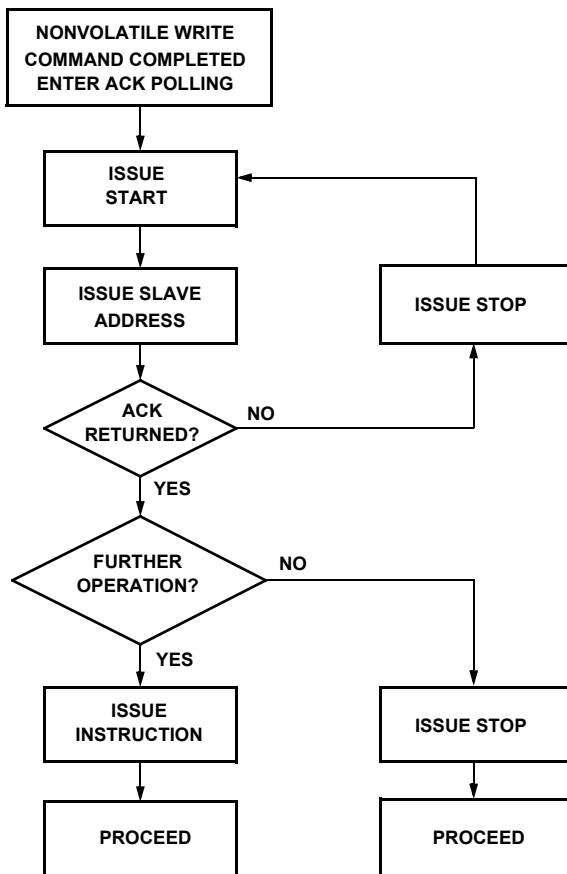 NONVOLATILE WRITE
COMMAND COMPLETED
ENTER ACK POLLING
ISSUE
START
ISSUE SLAVE
ADDRESS
ISSUE STOP
ACK
RETURNED?
NO
YES
FURTHER
OPERATION?
NO
YES
ISSUE
INSTRUCTION
ISSUE STOP
PROCEED
PROCEED